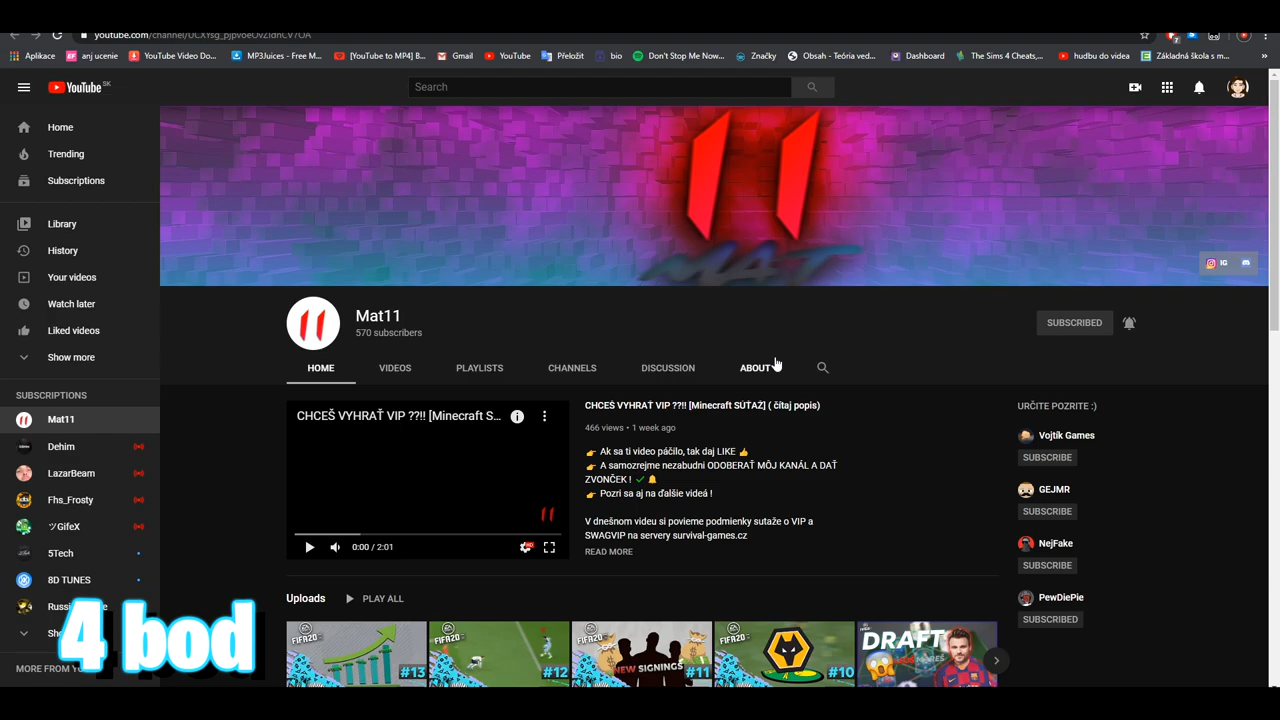 youtube.com/channel/UCXYsg_pjpvoeOvZIdnCV7OA
Aplikace
anj ucenie
YouTube Video Do...
MP3Juices - Free M...
[YouTube to MP4] B...
Gmail
YouTube
Přeložit
bio
Don't Stop Me Now,...
Značky
Obsah - Teória ved...
Dashboard
The Sims 4 Cheats,...
hudbu do videa
Základná škola s m...
YouTube SK
Search
Home
Trending
Subscriptions
Library
History
Your videos
Watch later
Liked videos
Show more
SUBSCRIPTIONS
Mat11
Dehim
LazarBeam
Fhs_Frosty
ツGifeX
5Tech
8D TUNES
4 bod
MORE FROM
11
MAT
IG
Mat11
570 subscribers
SUBSCRIBED
HOME
VIDEOS
PLAYLISTS
CHANNELS
DISCUSSION
ABOUT
CHCEŠ VYHRAŤ VIP ??!! [Minecraft S...
0:00 / 2:01
HD
CHCEŠ VYHRAŤ VIP ??!! [Minecraft SÚŤAŽ] ( čítaj popis)
466 views • 1 week ago
👉 Ak sa ti video páčilo, tak daj LIKE 👍
👉 A samozrejme nezabudni ODOBERAŤ MÔJ KANÁL A DAŤ
ZVONČEK ! ✓ 🔔
👉 Pozri sa aj na ďalšie videá !
V dnešnom videu si povieme podmienky sutaže o VIP a
SWAGVIP na servery survival-games.cz
READ MORE
URČITE POZRITE :)
Vojtík Games
SUBSCRIBE
GEJMR
SUBSCRIBE
NejFake
SUBSCRIBE
PewDiePie
SUBSCRIBED
Uploads
PLAY ALL
FIFA20 #13
FIFA20 #12
FIFA20 NEW SIGNINGS #11
FIFA20 #10
DRAFT